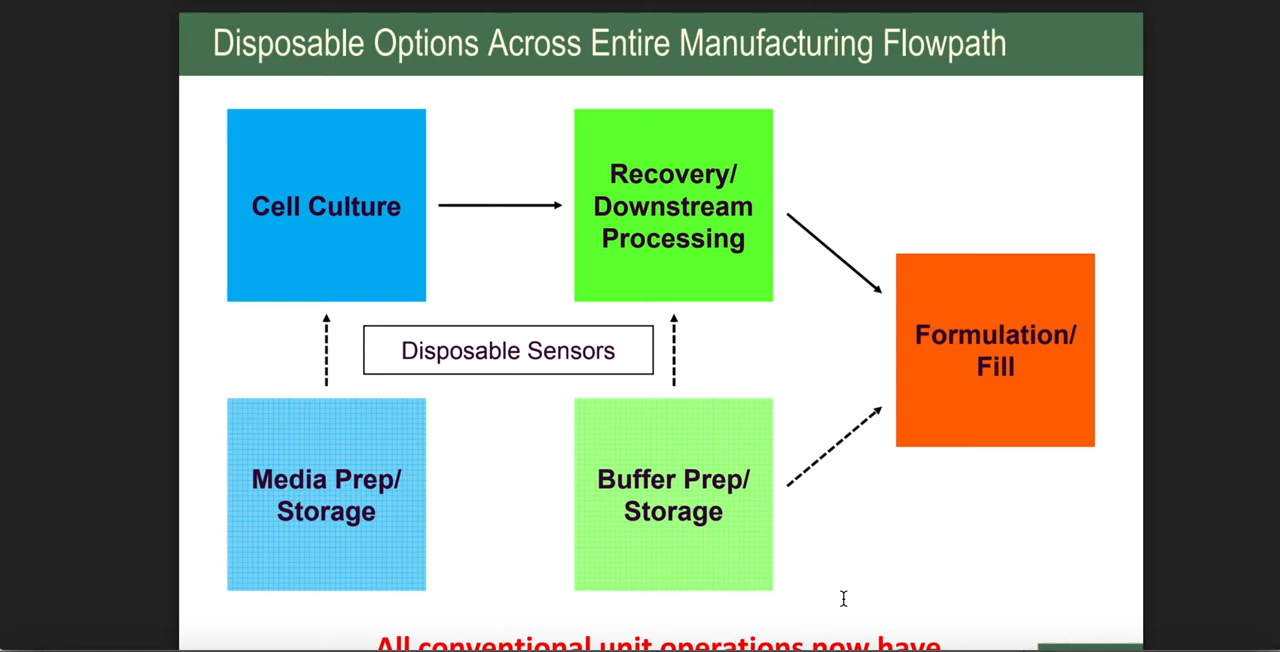 Disposable Options Across Entire Manufacturing Flowpath
Cell Culture
Recovery/
Downstream
Processing
Formulation/
Fill
Disposable Sensors
Media Prep/
Storage
Buffer Prep/
Storage
All conventional unit operations now have